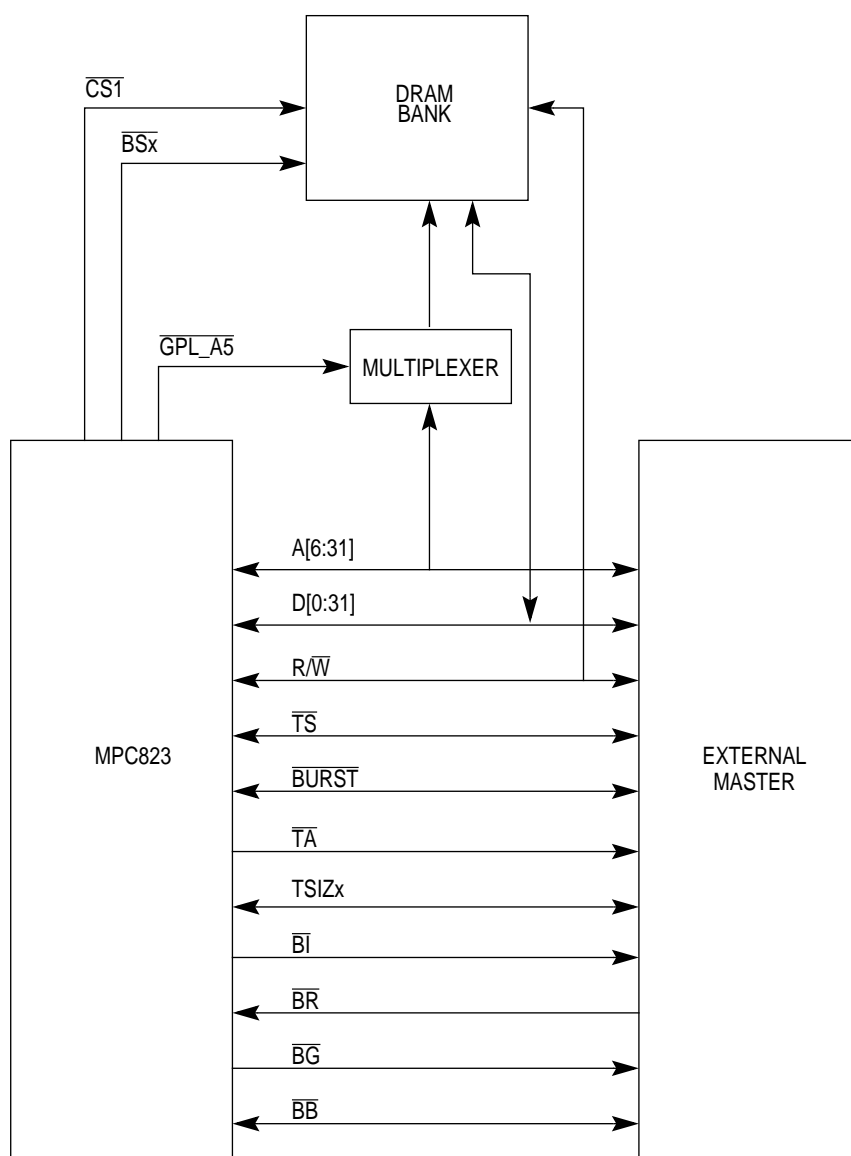 CS1
DRAM
BANK
BSx
GPL_A5
MULTIPLEXER
A[6:31]
D[0:31]
R/W
TS
MPC823
EXTERNAL
MASTER
BURST
TA
TSIZx
BI
BR
BG
BB